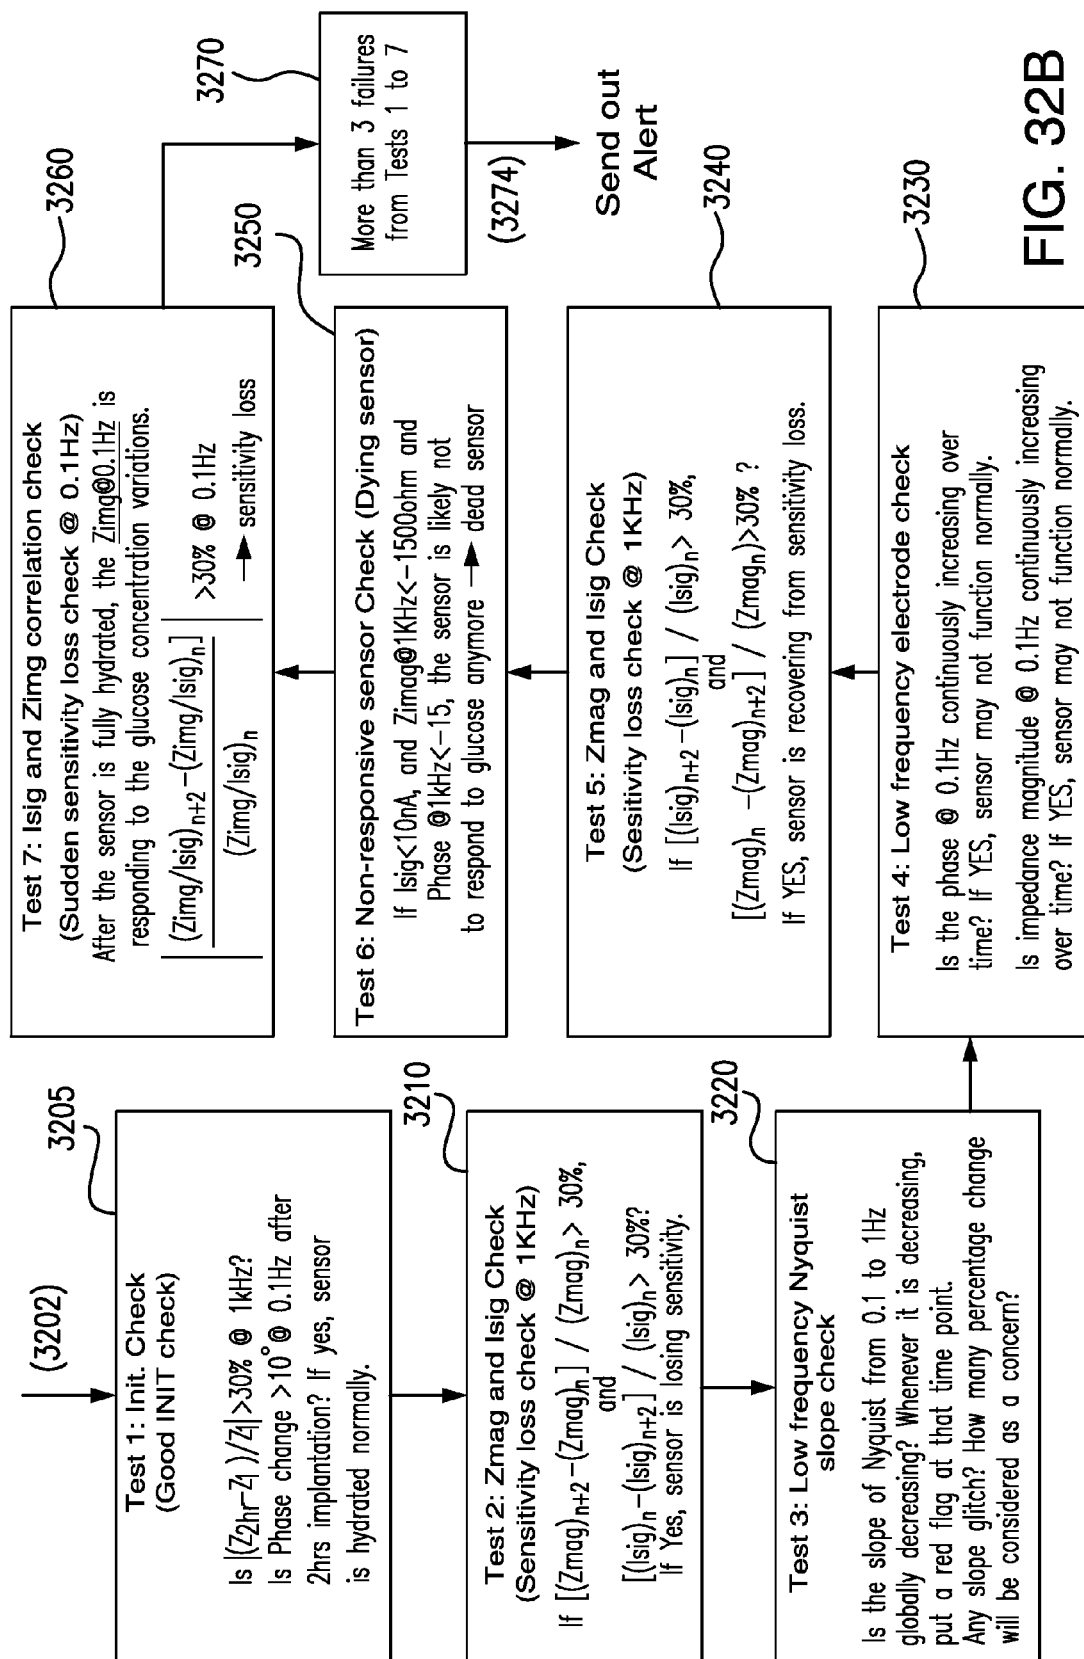 (3202)
3205
Test 1: Init. Check
(Good INIT check)
Is |(Z2hr-Z1)/Z1|>30% @ 1kHz?
Is Phase change >10°@ 0.1Hz after
2hrs implantation? If yes, sensor
is hydrated normally.
3210
Test 2: Zmag and Isig Check
(Sensitivity loss check @ 1KHz)
If [(Zmag)n+2-(Zmag)n] / (Zmag)n> 30%,
and
[(Isig)n-(Isig)n+2] / (Isig)n> 30%?
If Yes, sensor is losing sensitivity.
3220
Test 3: Low frequency Nyquist
slope check
Is the slope of Nyquist from 0.1 to 1Hz
globally decreasing? Whenever it is decreasing,
put a red flag at that time point.
Any slope glitch? How many percentage change
will be considered as a concern?
3230
Test 4: Low frequency electrode check
Is the phase @ 0.1Hz continuously increasing over
time? If YES, sensor may not function normally.
Is impedance magnitude @ 0.1Hz continuously increasing
over time? If YES, sensor may not function normally.
3240
Test 5: Zmag and Isig Check
(Sesitivity loss check @ 1KHz)
If [(Isig)n+2-(Isig)n] / (Isig)n> 30%,
and
[(Zmag)n -(Zmag)n+2] / (Zmagn)>30% ?
If YES, sensor is recovering from sensitivity loss.
3250
Test 6: Non-responsive sensor Check (Dying sensor)
If Isig<10nA, and Zimag@1KHz<-1500ohm and
Phase @1kHz<-15, the sensor is likely not
to respond to glucose anymore → dead sensor
3260
Test 7: Isig and Zimg correlation check
(Sudden sensitivity loss check @ 0.1Hz)
After the sensor is fully hydrated, the Zimg@0.1Hz is
responding to the glucose concentration variations.
|(Zimg/Isig)n+2-(Zimg/Isig)n]
(Zimg/Isig)n| >30% @ 0.1Hz
→ sensitivity loss
3270
More than 3 failures
from Tests 1 to 7
(3274)
Send out
Alert
FIG. 32B